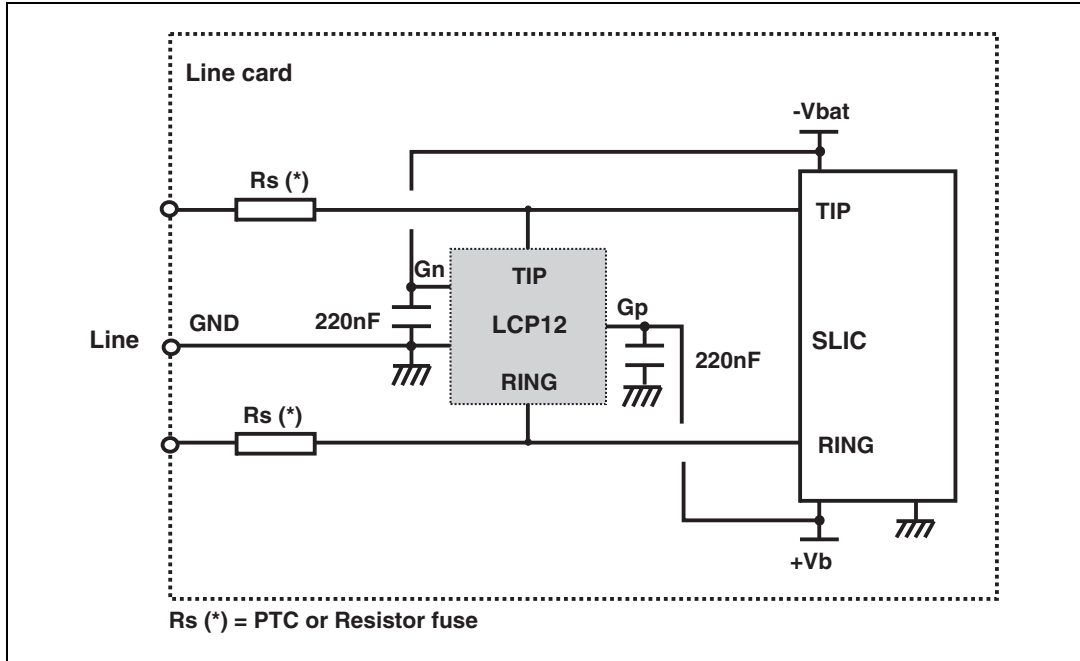 Line card
-Vbat
Rs (*)
TIP
Gn
TIP
Gp
GND
220nF
LCP12
Line
SLIC
220nF
RING
Rs (*)
RING
+Vb
Rs (*) = PTC or Resistor fuse